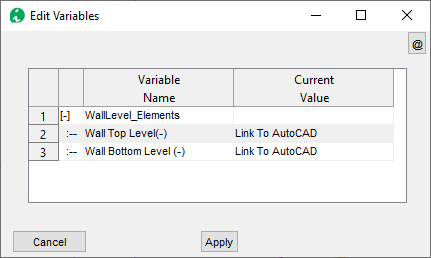 Edit Variables
@
Variable Current
Name Value
1 [-] WallLevel_Elements
2 :-- Wall Top Level(-) Link To AutoCAD
3 :-- Wall Bottom Level (-) Link To AutoCAD
Cancel Apply